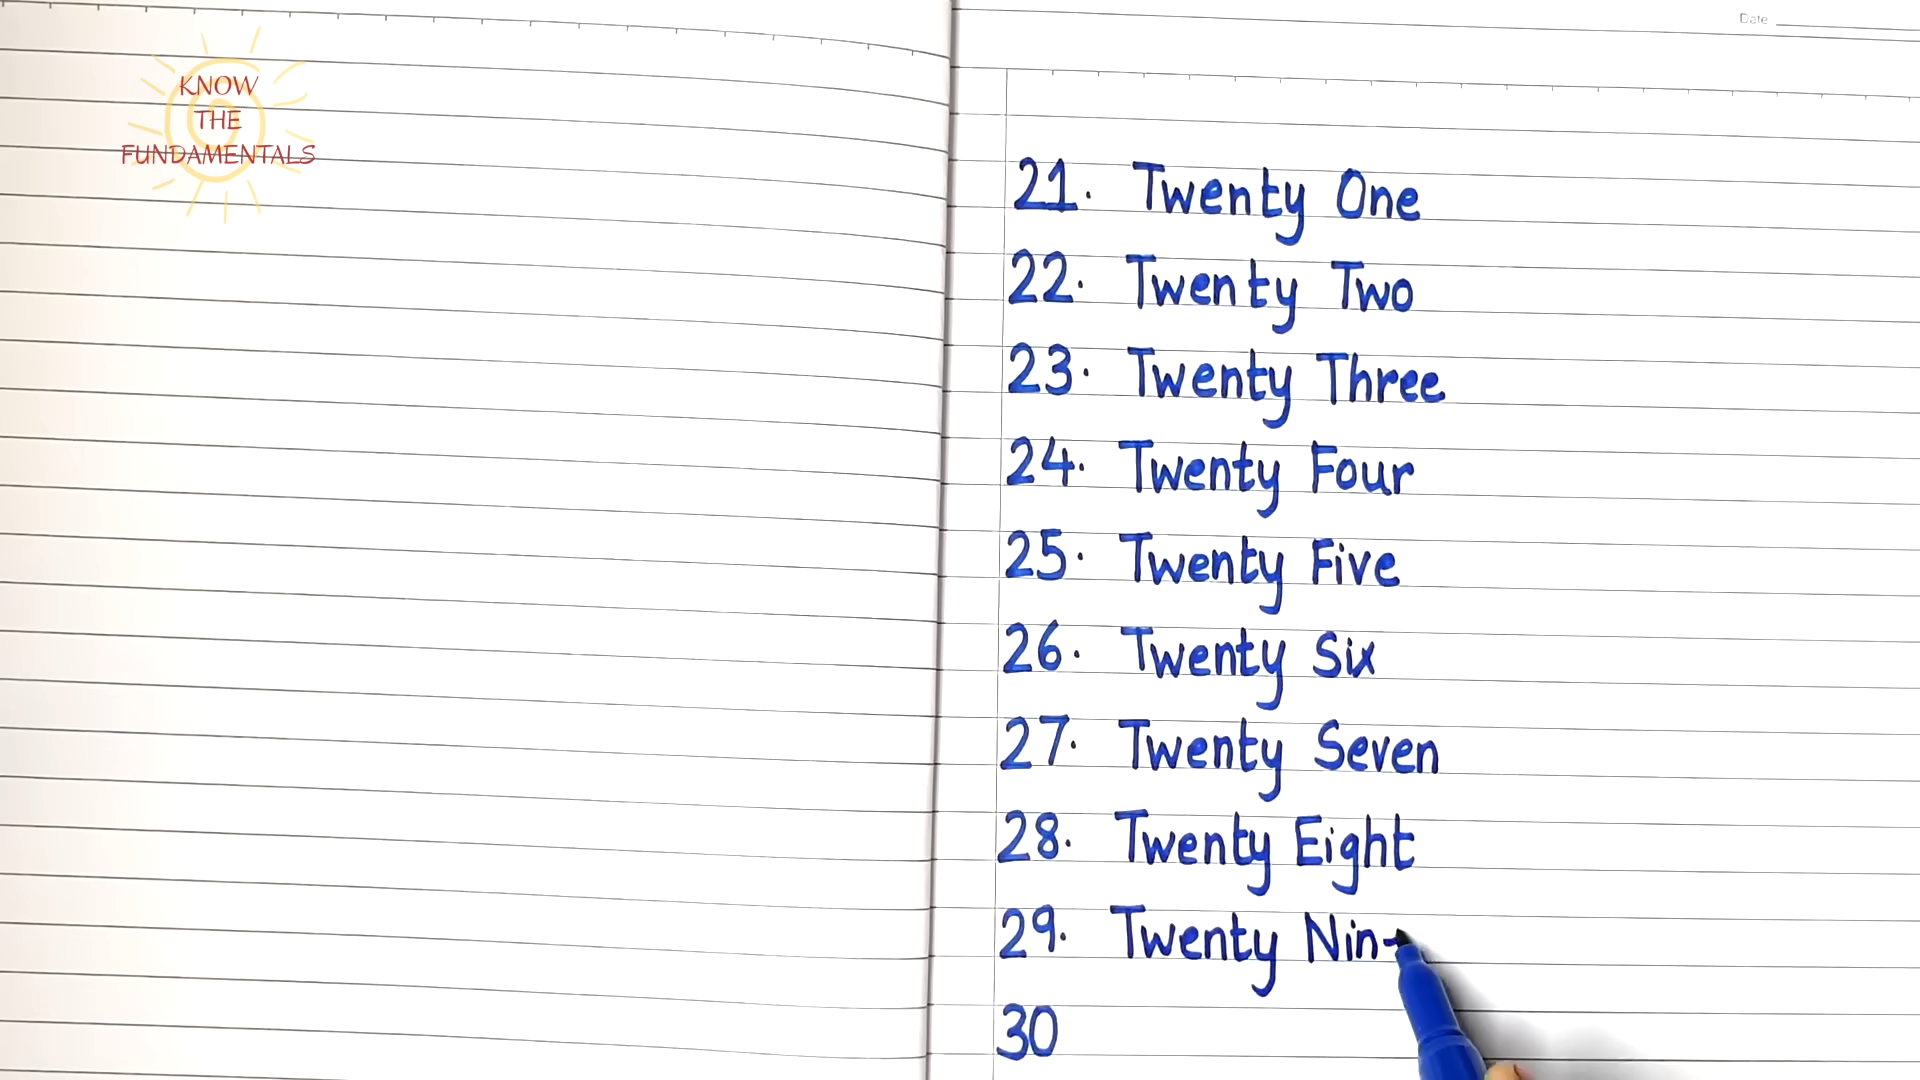 KNOW
THE
FUNDAMENTALS
Date
21. Twenty One
22. Twenty Two
23. Twenty Three
24. Twenty Four
25. Twenty Five
26. Twenty Six
27. Twenty Seven
28. Twenty Eight
29. Twenty Nin
30